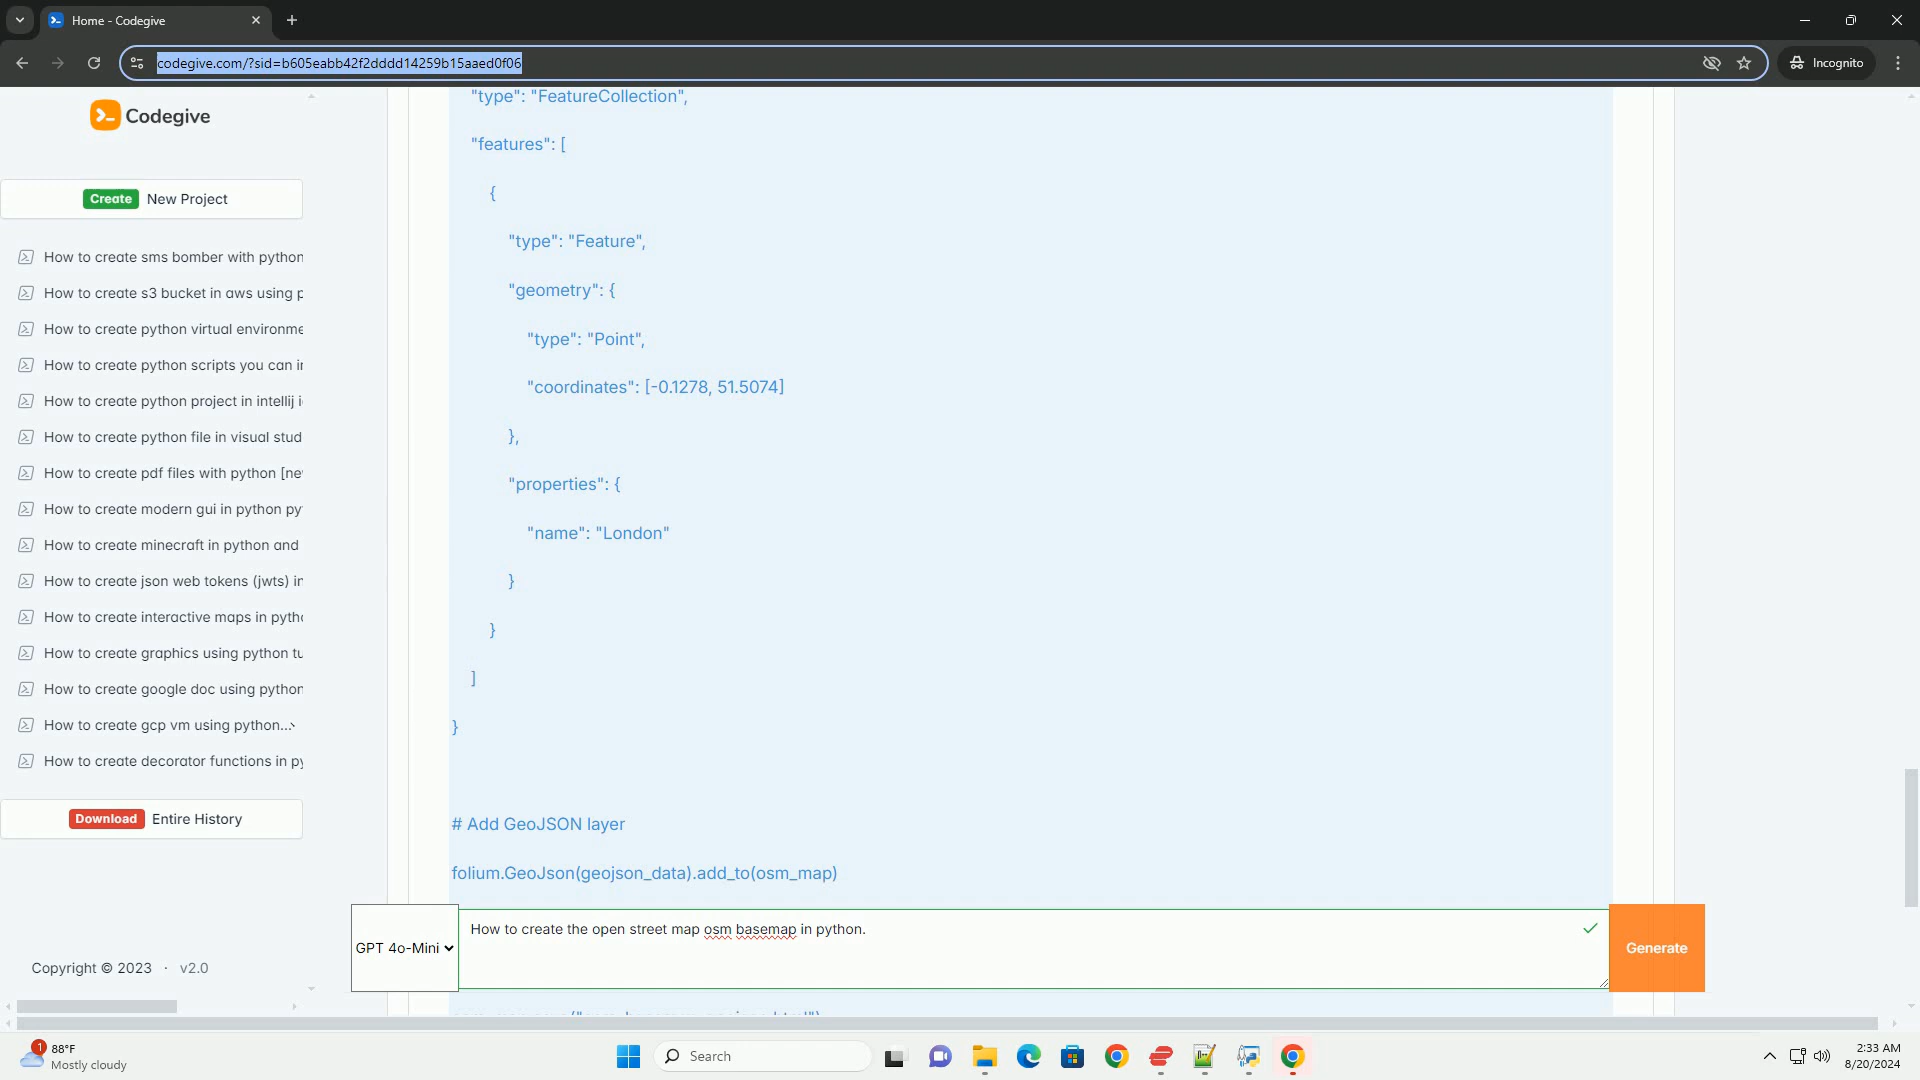 Home - Codegive
codegive.com/?sid=b605eabb42f2dddd14259b15aaed0f06
Incognito
Codegive
Create New Project
How to create sms bomber with python
How to create s3 bucket in aws using p
How to create python virtual environme
How to create python scripts you can in
How to create python project in intellij i
How to create python file in visual stud
How to create pdf files with python [ne
How to create modern gui in python py
How to create minecraft in python and
How to create json web tokens (jwts) in
How to create interactive maps in pyth
How to create graphics using python tu
How to create google doc using python
How to create gcp vm using python...
How to create decorator functions in py
Download Entire History
Copyright © 2023 · v2.0
"type": "FeatureCollection",
"features": [
{
"type": "Feature",
"geometry": {
"type": "Point",
"coordinates": [-0.1278, 51.5074]
},
"properties": {
"name": "London"
}
}
]
}
# Add GeoJSON layer
folium.GeoJson(geojson_data).add_to(osm_map)
GPT 4o-Mini
How to create the open street map osm basemap in python.
Generate
1
88°F
Mostly cloudy
Search
2:33 AM
8/20/2024